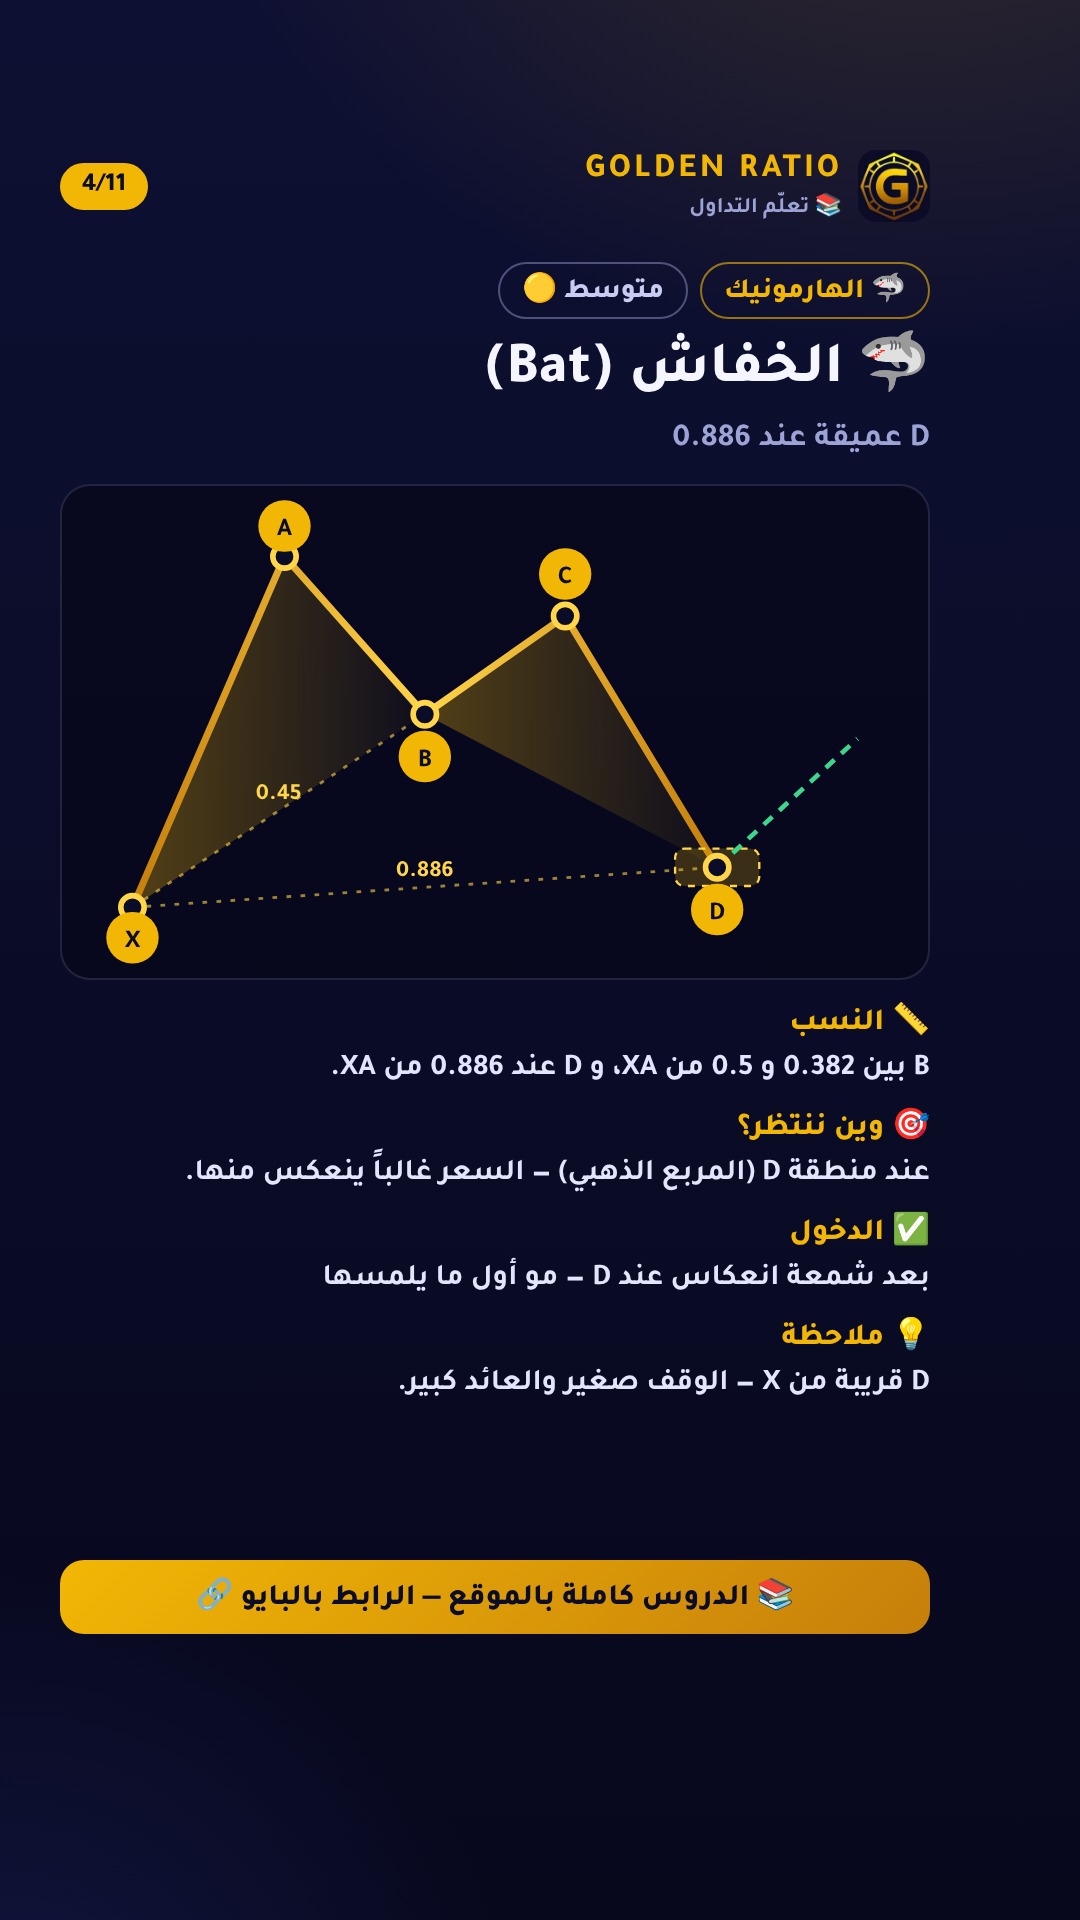 GOLDEN RATIO
📚 تعلّم التداول
4/11
🦈 الهارمونيك
متوسط 🟡
🦈 الخفاش (Bat)
D عميقة عند 0.886
A
C
B
0.45
0.886
D
X
📏 النسب
B بين 0.382 و 0.5 من XA، و D عند 0.886 من XA.
🎯 وين ننتظر؟
عند منطقة D (المربع الذهبي) — السعر غالباً ينعكس منها.
✅ الدخول
بعد شمعة انعكاس عند D — مو أول ما يلمسها
💡 ملاحظة
D قريبة من X — الوقف صغير والعائد كبير.
📚 الدروس كاملة بالموقع — الرابط بالبايو 🔗